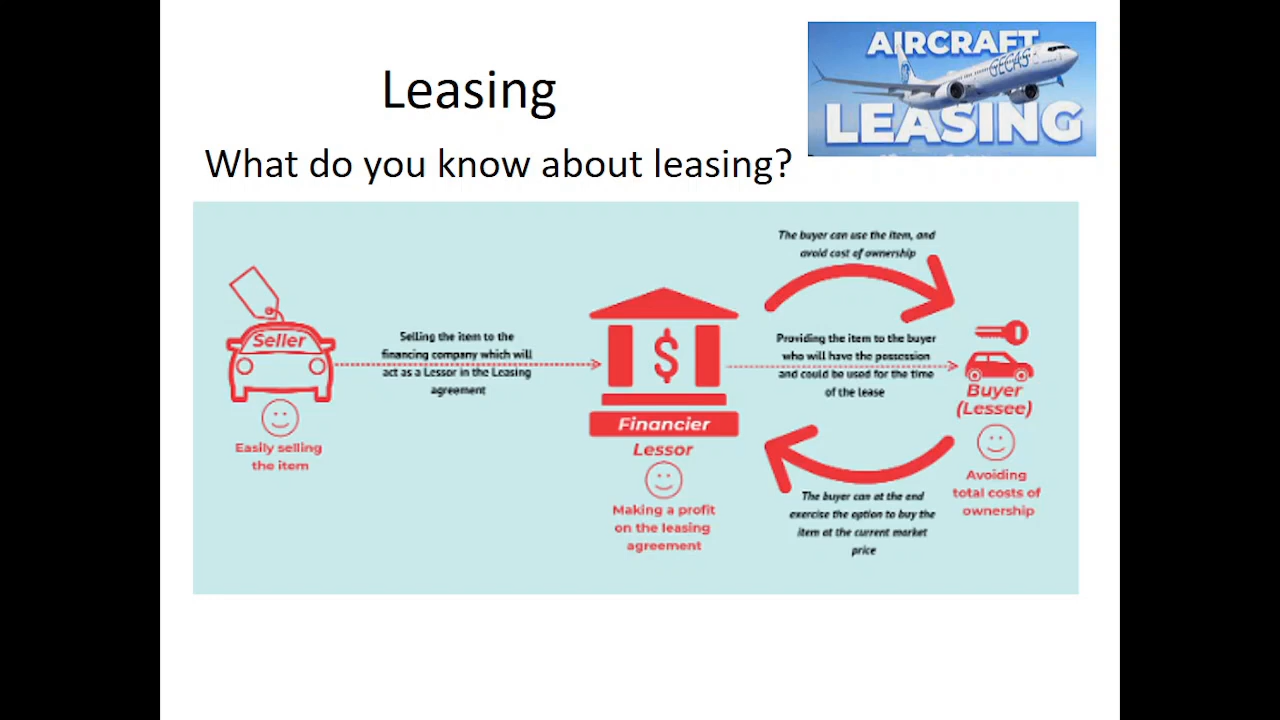 Leasing
AIRCRAFT
GECAS
LEASING
What do you know about leasing?
The buyer can use the item, and
avoid cost of ownership
Seller
Selling the item to the
financing company which will
act as a Lessor in the Leasing
agreement
$
Providing the item to the buyer
who will have the possession
and could be used for the time
of the lease
Buyer
(Lessee)
Financier
Lessor
Easily selling
the item
Making a profit
on the leasing
agreement
Avoiding
total costs of
ownership
The buyer can at the end
exercise the option to buy the
item at the current market
price